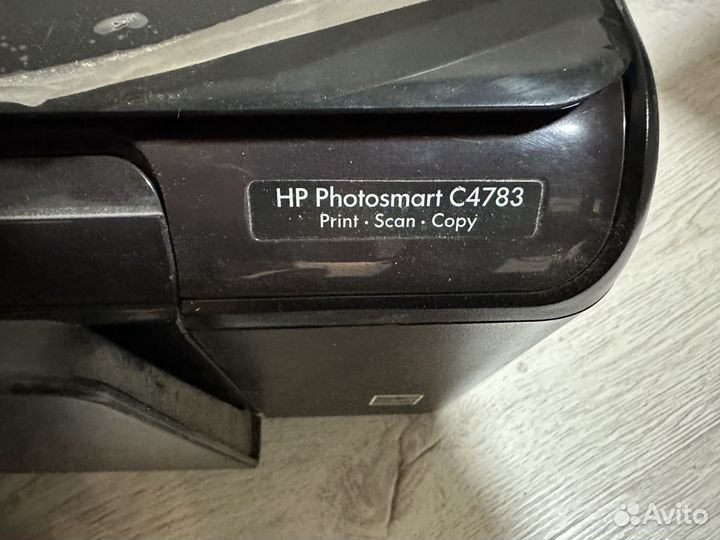 HP Photosmart C4783
Print · Scan · Copy
Avito